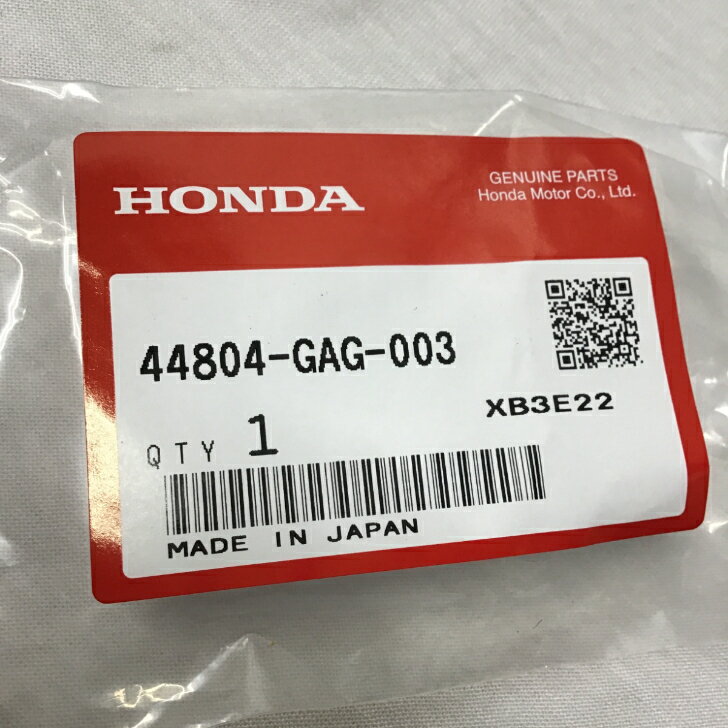 HONDA
GENUINE PARTS
Honda Motor Co., Ltd.
44804-GAG-003
XB3E22
QTY 1
MADE IN JAPAN